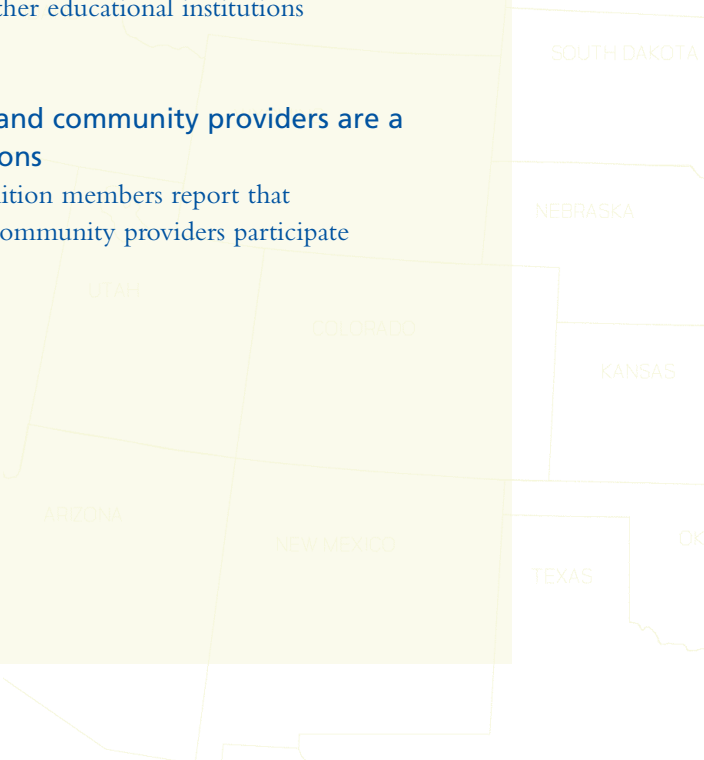 ther educational institutions
SOUTH DAKOTA
and community providers are a
ons
ition members report that
NEBRASKA
ommunity providers participate
UTAH
COLORADO
KANSAS
ARIZONA
NEW MEXICO
OK
TEXAS